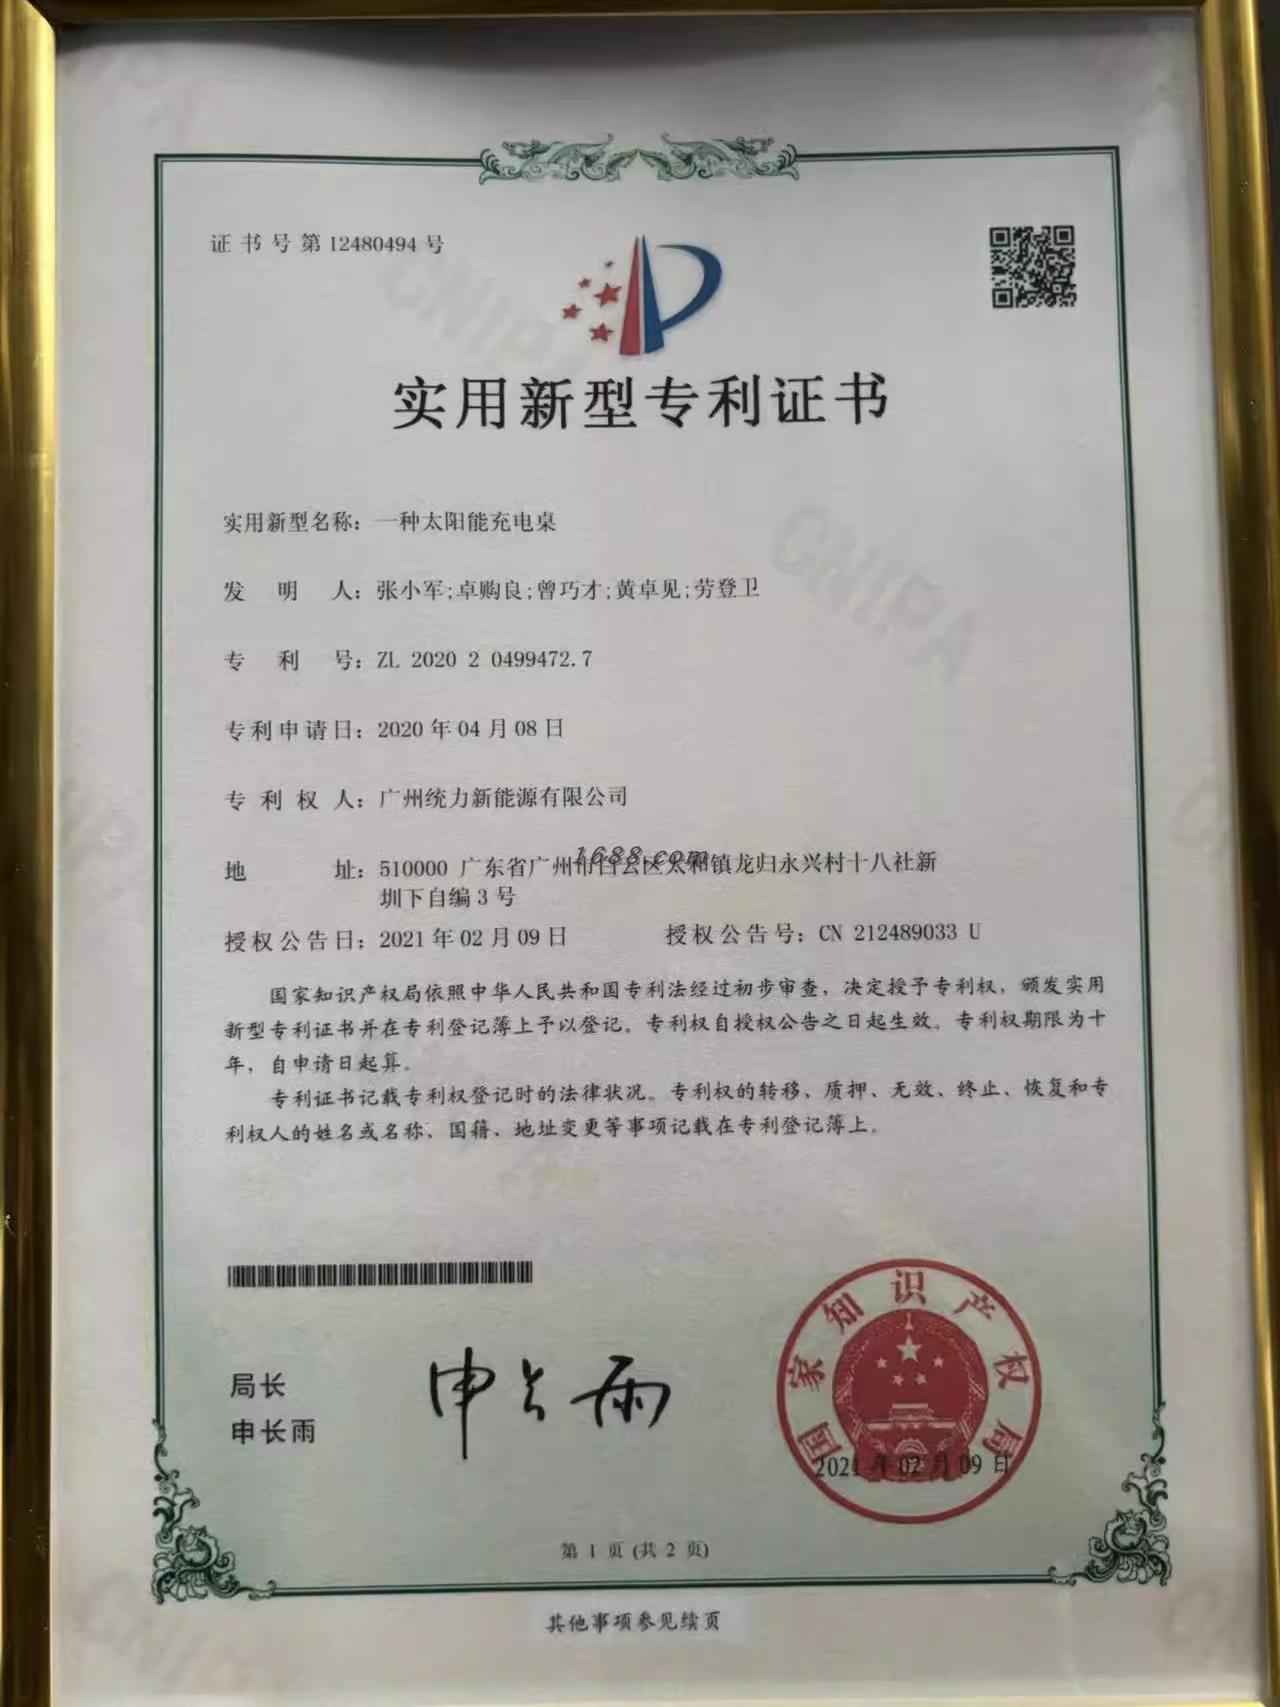 证书号第12480494号
实用新型专利证书
实用新型名称：一种太阳能充电桌
发明人：张小军;卓购良;曾巧才;黄卓见;劳登卫
专利号：ZL 2020 2 0499472.7
专利申请日：2020年04月08日
专利权人：广州统力新能源有限公司
地址：510000 广东省广州市白云区太和镇龙归永兴村十八社新
圳下自编3号
1688.com
授权公告日：2021年02月09日 授权公告号：CN 212489033 U
国家知识产权局依照中华人民共和国专利法经过初步审查，决定授予专利权，颁发实用
新型专利证书并在专利登记簿上予以登记。专利权自授权公告之日起生效。专利权期限为十
年，自申请日起算。
专利证书记载专利权登记时的法律状况。专利权的转移、质押、无效、终止、恢复和专
利权人的姓名或名称、国籍、地址变更等事项记载在专利登记簿上。
局长
申长雨
申长雨
国家知识产权局
2021年02月09日
第 1 页 (共 2 页)
其他事项参见续页
CNIPA
CNIPA
CNIPA